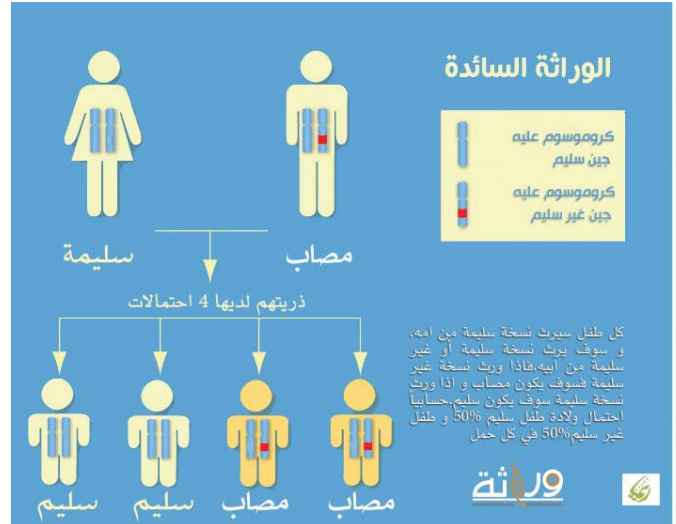 الوراثة السائدة
كروموسوم عليه
جين سليم
كروموسوم عليه
جين غير سليم
سليمة
مصاب
ذريتهم لديها 4 احتمالات
كل طفل سيرث نسخة سليمة من امه،
و سوف يرث نسخة سليمة أو غير
سليمة من ابيه.فاذا ورث نسخة غير
سليمة فسوف يكون مصاب و اذا ورث
نسخة سليمة سوف يكون سليم.حسابياً
احتمال ولادة طفل سليم 50% و طفل
غير سليم50% في كل حمل
سليم
سليم
مصاب
مصاب
وراثة